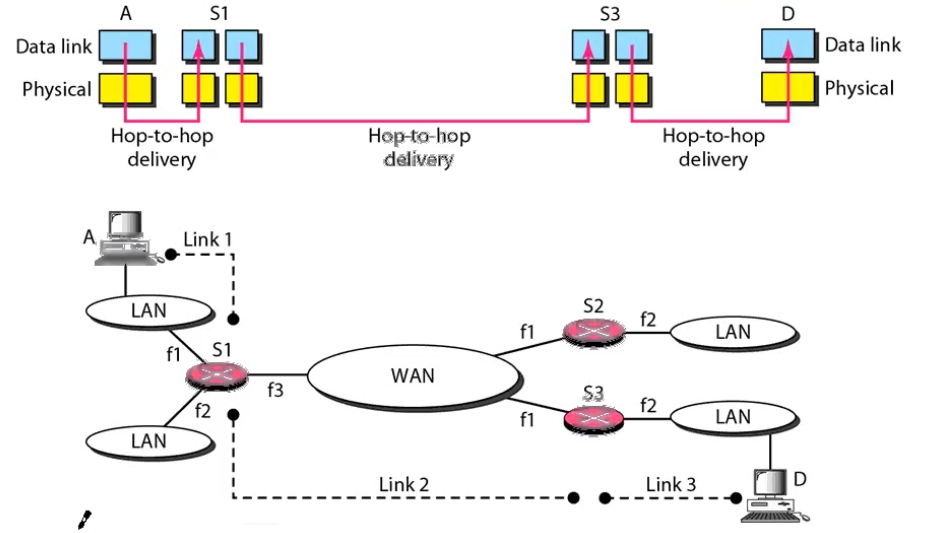 A S1 S3 D
Data link Data link
Physical Physical
Hop-to-hop Hop-to-hop Hop-to-hop
delivery delivery delivery
A Link 1
LAN
S2
f1 f2 LAN
f1 S1
WAN
f3
S3
f2 f1 f2 LAN
LAN
Link 2 Link 3 D